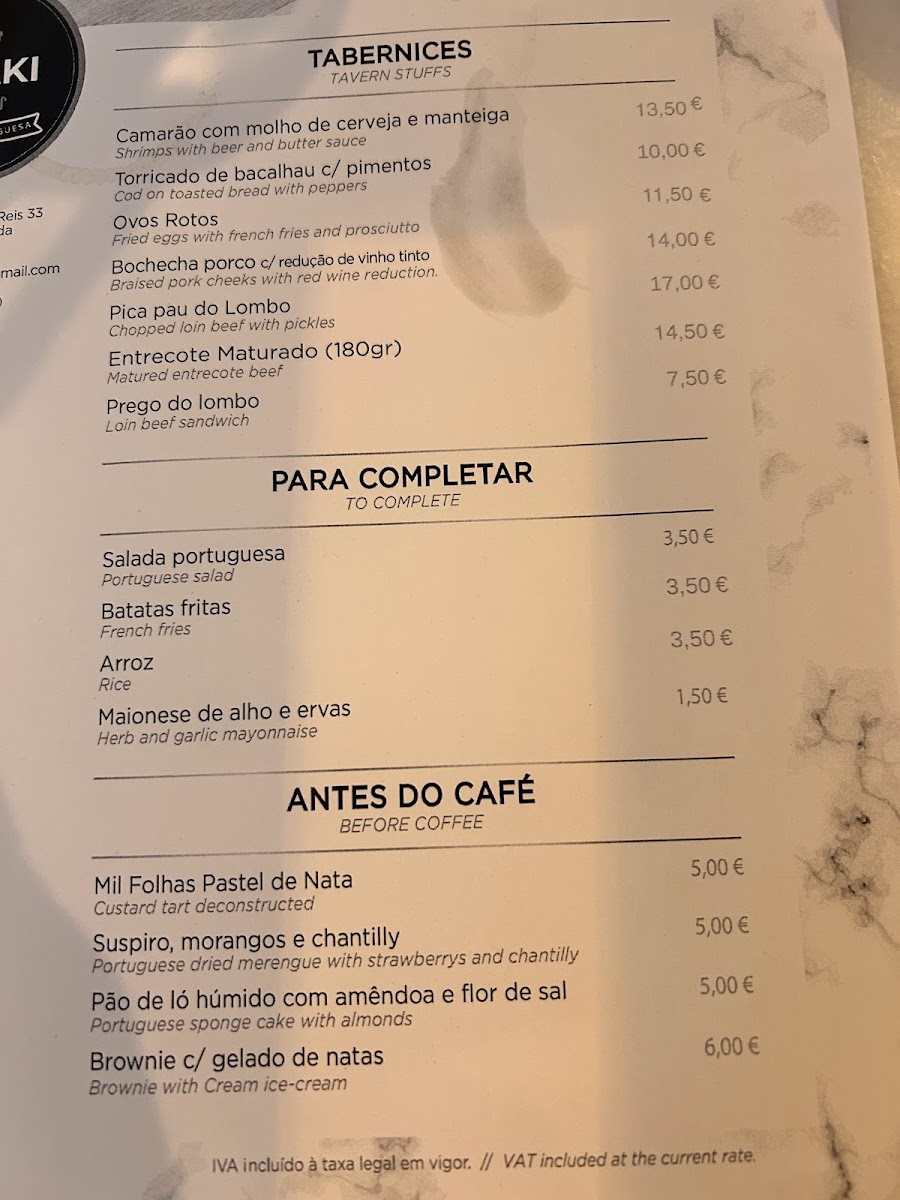 KI
GUESA
Reis 33
da
mail.com
TABERNICES
TAVERN STUFFS
Camarão com molho de cerveja e manteiga 13,50 €
Shrimps with beer and butter sauce
Torricado de bacalhau c/ pimentos 10,00 €
Cod on toasted bread with peppers
Ovos Rotos 11,50 €
Fried eggs with french fries and prosciutto
Bochecha porco c/ redução de vinho tinto 14,00 €
Braised pork cheeks with red wine reduction.
Pica pau do Lombo 17,00 €
Chopped loin beef with pickles
Entrecote Maturado (180gr) 14,50 €
Matured entrecote beef
Prego do lombo 7,50 €
Loin beef sandwich
PARA COMPLETAR
TO COMPLETE
Salada portuguesa 3,50 €
Portuguese salad
Batatas fritas 3,50 €
French fries
Arroz 3,50 €
Rice
Maionese de alho e ervas 1,50 €
Herb and garlic mayonnaise
ANTES DO CAFÉ
BEFORE COFFEE
Mil Folhas Pastel de Nata 5,00 €
Custard tart deconstructed
Suspiro, morangos e chantilly 5,00 €
Portuguese dried merengue with strawberrys and chantilly
Pão de ló húmido com amêndoa e flor de sal 5,00 €
Portuguese sponge cake with almonds
Brownie c/ gelado de natas 6,00 €
Brownie with Cream ice-cream
IVA incluído à taxa legal em vigor. // VAT included at the current rate.